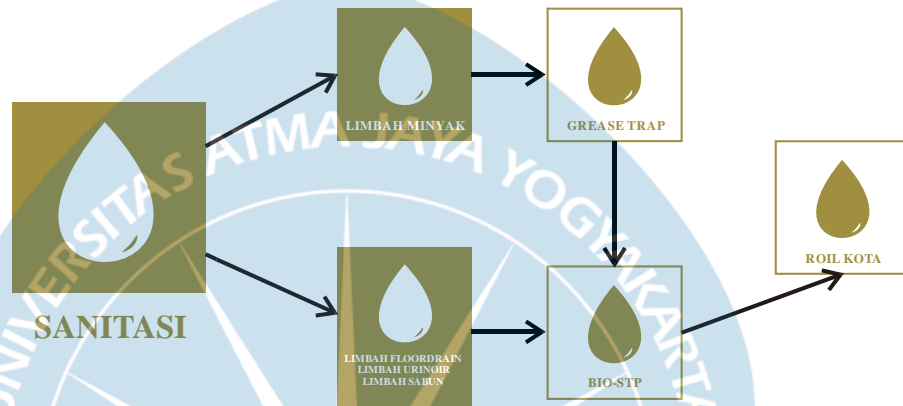 LIMBAH MINYAK
GREASE TRAP
ROIL KOTA
SANITASI
LIMBAH FLOORDRAIN
LIMBAH URINOIR
LIMBAH SABUN
BIO-STP
UNIVERSITAS ATMA JAYA YOGYAKARTA